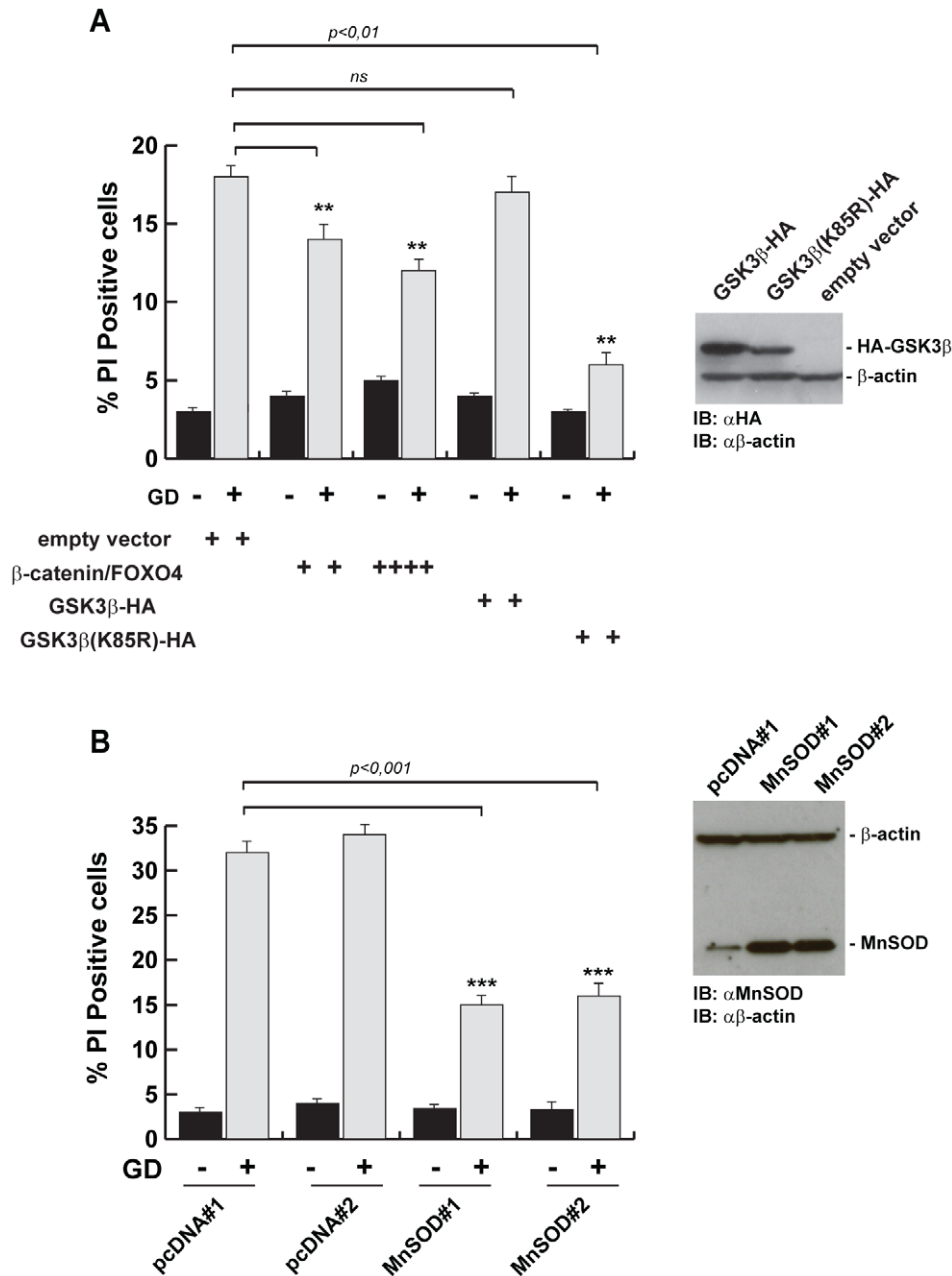 A
p<0,01
ns
20
15
10
5
0
% PI Positive cells
** ** **
GD - + - + - + - + - +
empty vector + +
β-catenin/FOXO4 + + ++++
GSK3β-HA + +
GSK3β(K85R)-HA + +
GSK3β-HA
GSK3β(K85R)-HA
empty vector
- HA-GSK3β
- β-actin
IB: αHA
IB: αβ-actin
B
p<0,001
35
30
25
20
15
10
5
0
% PI Positive cells
*** ***
GD - + - + - + - +
pcDNA#1 pcDNA#2 MnSOD#1 MnSOD#2
pcDNA#1
MnSOD#1
MnSOD#2
- β-actin
- MnSOD
IB: αMnSOD
IB: αβ-actin